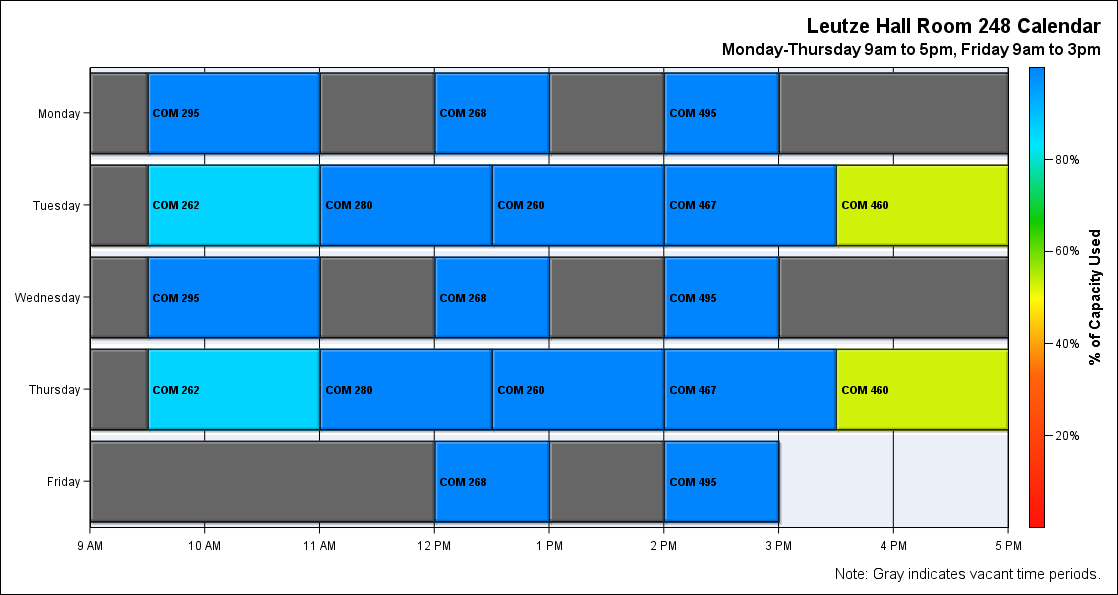 Leutze Hall Room 248 Calendar
Monday-Thursday 9am to 5pm, Friday 9am to 3pm
Monday
COM 295
COM 268
COM 495
Tuesday
COM 262
COM 280
COM 260
COM 467
COM 460
Wednesday
COM 295
COM 268
COM 495
Thursday
COM 262
COM 280
COM 260
COM 467
COM 460
Friday
COM 268
COM 495
9 AM
10 AM
11 AM
12 PM
1 PM
2 PM
3 PM
4 PM
5 PM
80%
60%
40%
20%
% of Capacity Used
Note: Gray indicates vacant time periods.